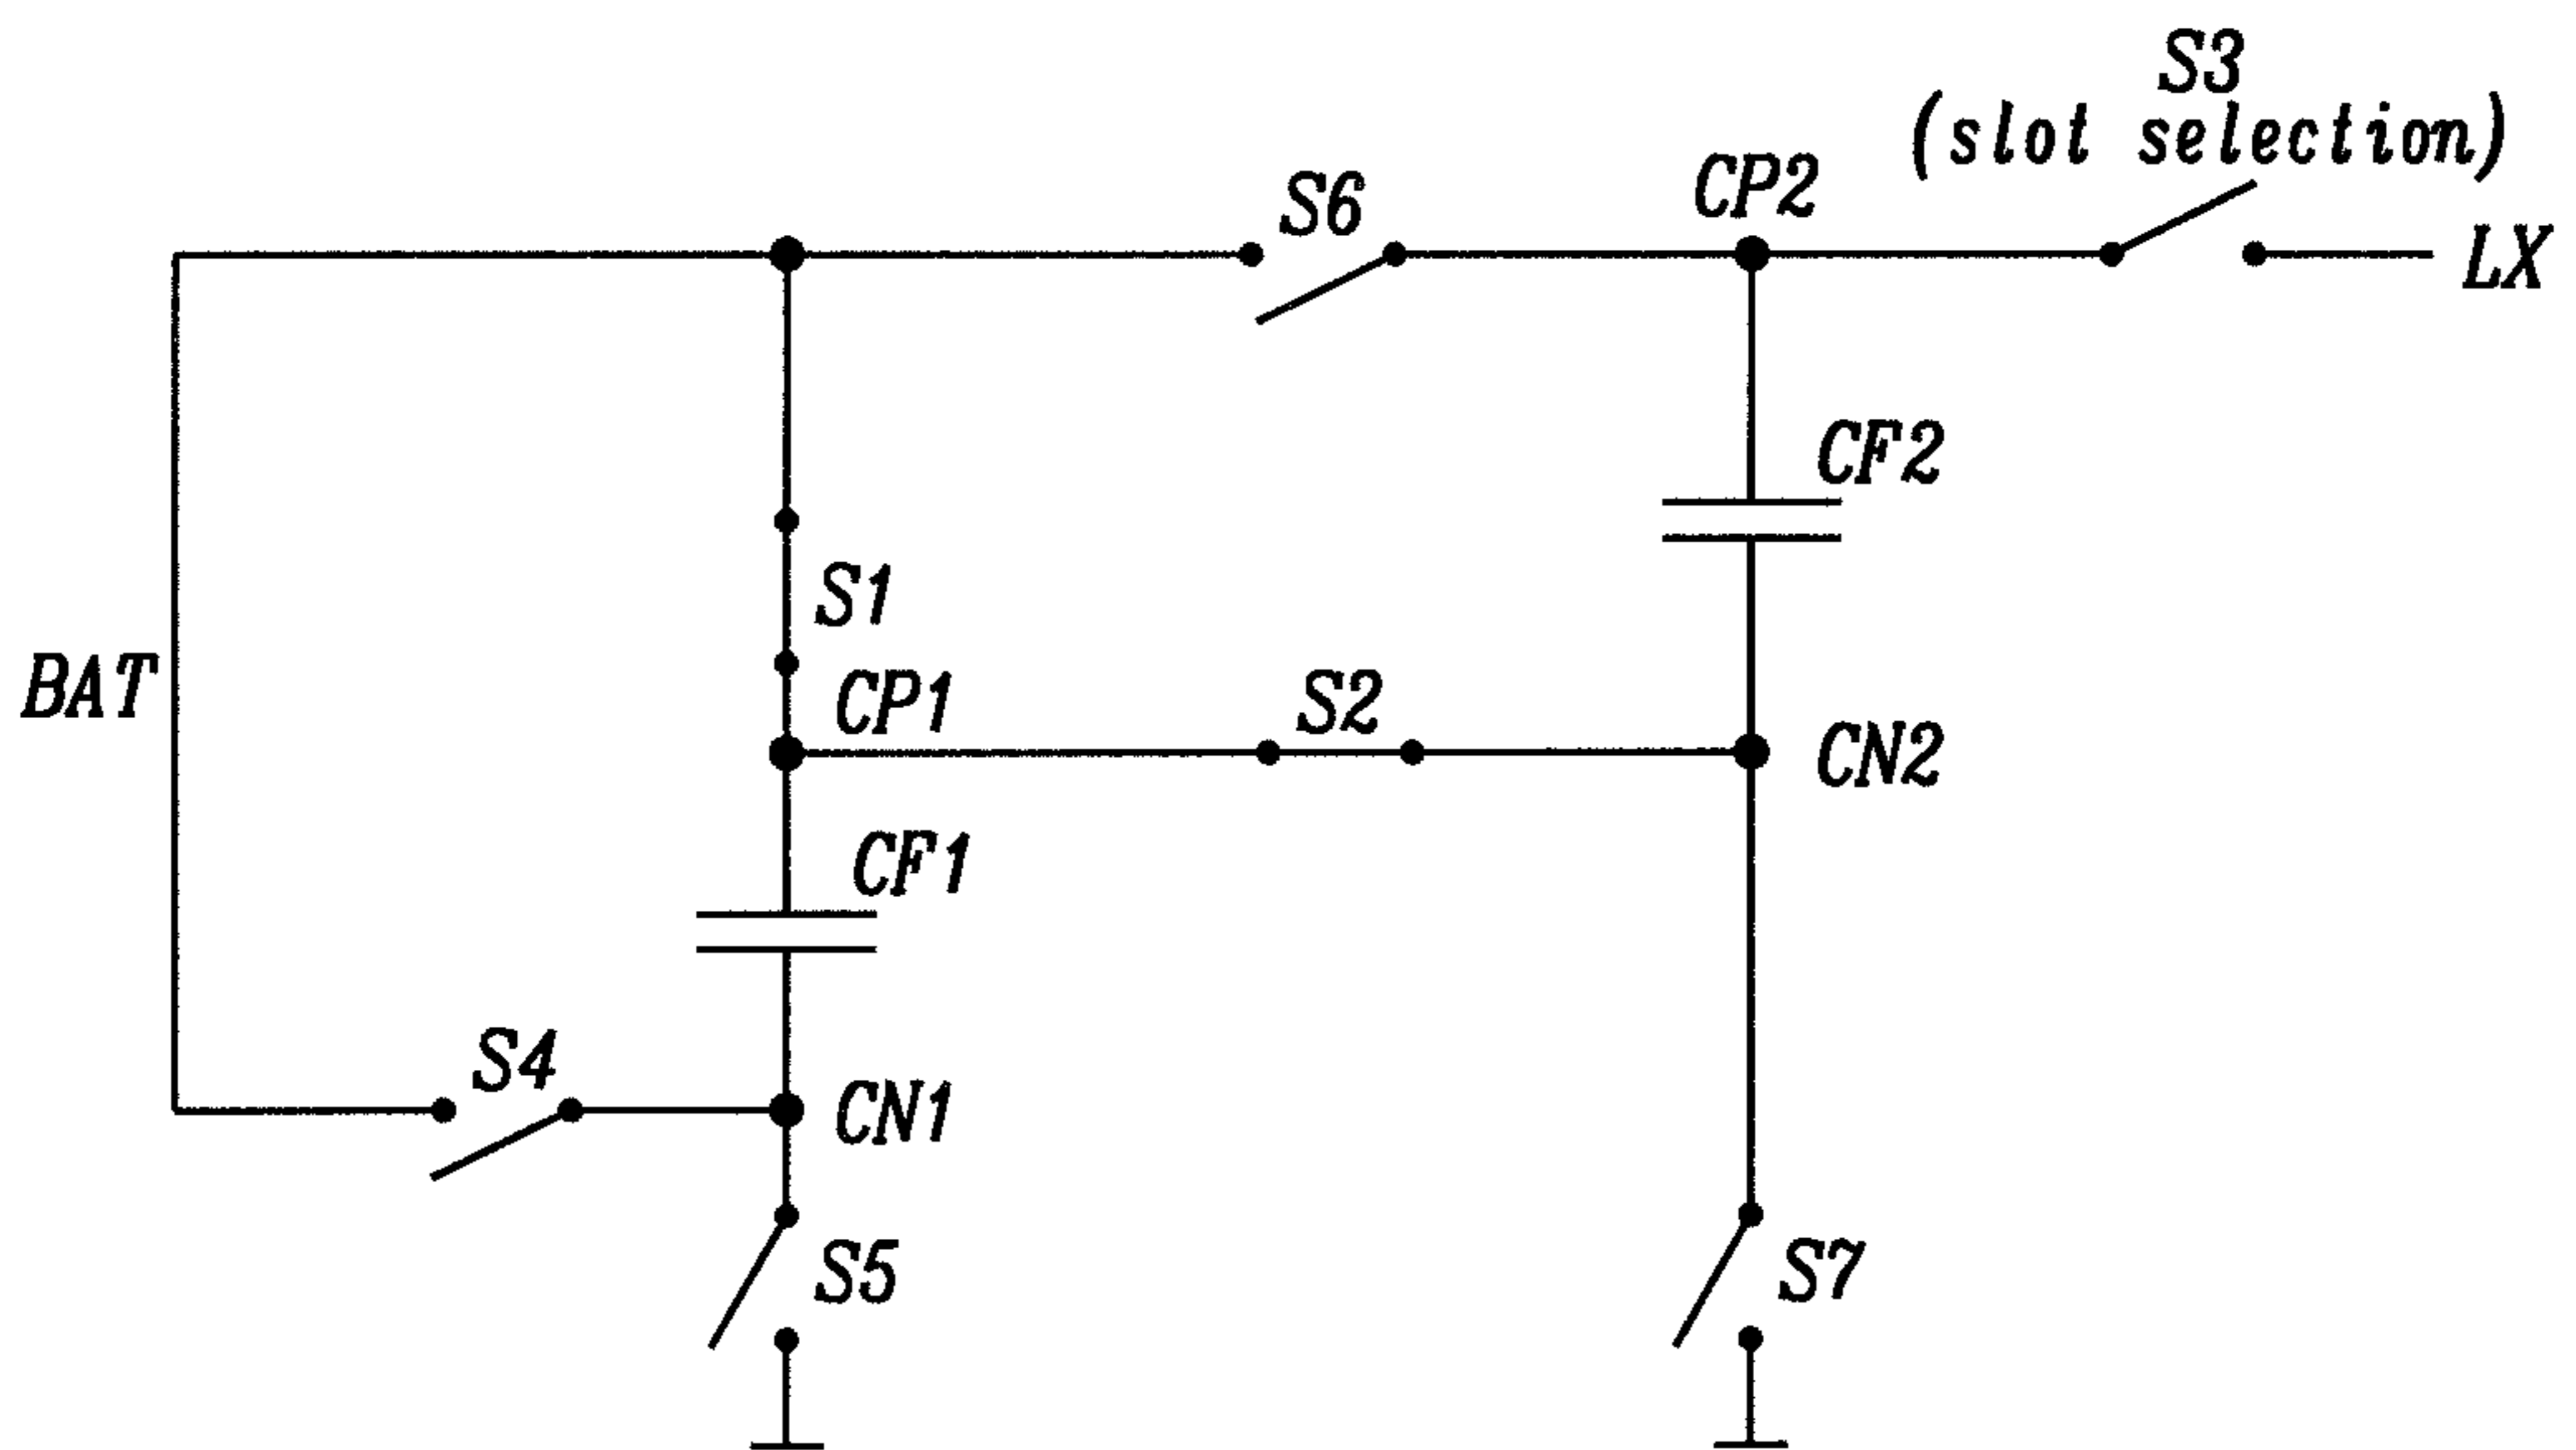 S3
(slot selection)
CP2
S6
LX
CF2
S1
BAT
CP1
S2
CN2
CF1
S4
CN1
S5
S7